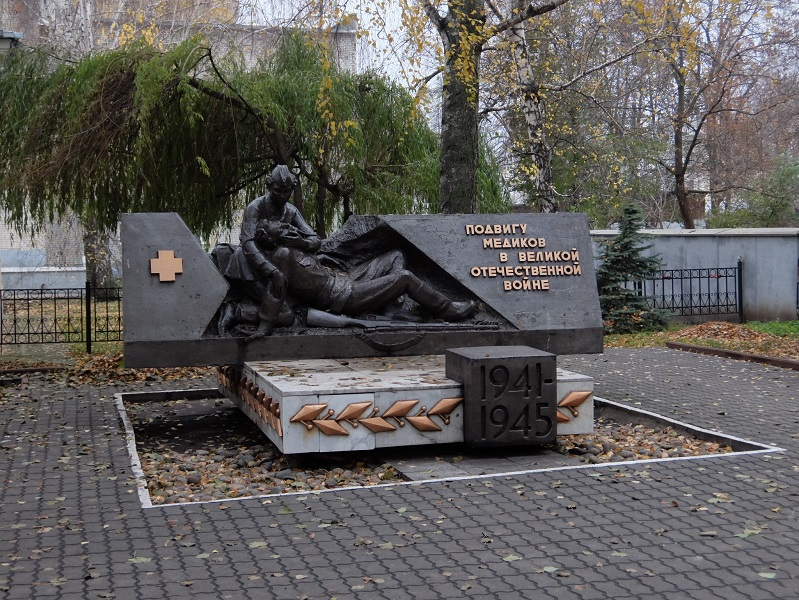 ПОДВИГУ
МЕДИКОВ
В ВЕЛИКОЙ
ОТЕЧЕСТВЕННОЙ
ВОЙНЕ
1941-
1945